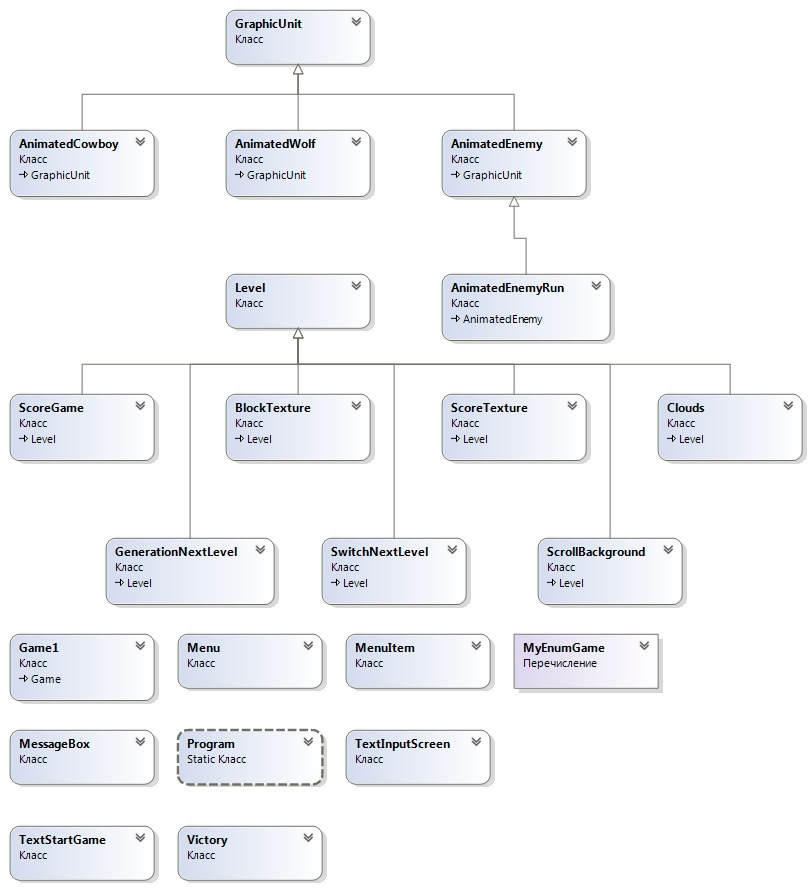 GraphicUnit
Класс
AnimatedCowboy
Класс
GraphicUnit
AnimatedWolf
Класс
GraphicUnit
AnimatedEnemy
Класс
GraphicUnit
Level
Класс
AnimatedEnemyRun
Класс
AnimatedEnemy
ScoreGame
Класс
Level
BlockTexture
Класс
Level
ScoreTexture
Класс
Level
Clouds
Класс
Level
GenerationNextLevel
Класс
Level
SwitchNextLevel
Класс
Level
ScrollBackground
Класс
Level
Game1
Класс
Game
Menu
Класс
MenuItem
Класс
MyEnumGame
Перечисление
MessageBox
Класс
Program
Static Класс
TextInputScreen
Класс
TextStartGame
Класс
Victory
Класс